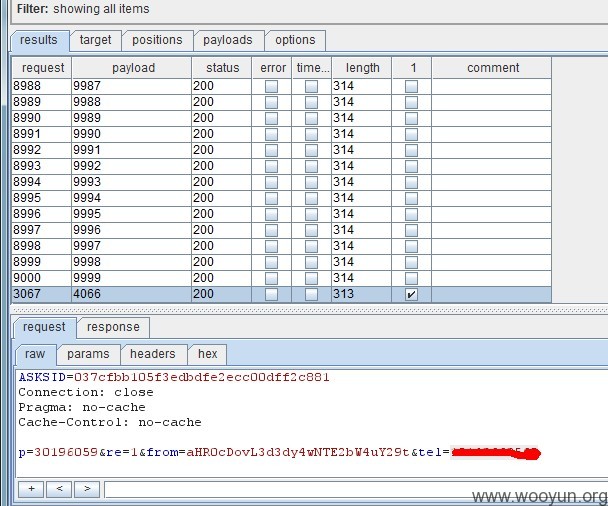 Filter: showing all items
results target positions payloads options
request payload status error time... length 1 comment
8988 9987 200 314
8989 9988 200 314
8990 9989 200 314
8991 9990 200 314
8992 9991 200 314
8993 9992 200 314
8994 9993 200 314
8995 9994 200 314
8996 9995 200 314
8997 9996 200 314
8998 9997 200 314
8999 9998 200 314
9000 9999 200 314
3067 4066 200 313
request response
raw params headers hex
ASKSID=037cfbb105f3edbdfe2ecc00dff2c881
Connection: close
Pragma: no-cache
Cache-Control: no-cache
p=30196059&re=1&from=aHR0cDovL3d3dy4wNTE2bW4uY29t&tel=
+ < >
www.wooyun.org